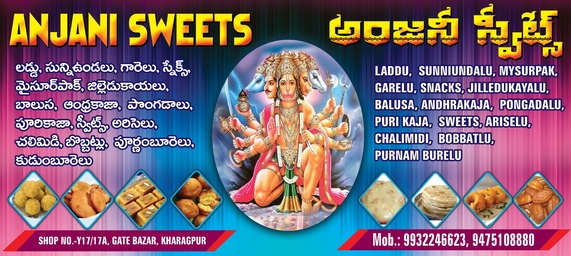 ANJANI SWEETS
లడ్డు, సున్నిఉండలు, గారెలు, స్నేక్స్,
మైసూర్‌పాక్, జిల్లెడుకాయలు,
బాలుస, ఆంధ్రకాజా, పొంగడాలు,
పూరికాజా, స్వీట్స్, అరిసెలు,
చలిమిడి, బొబ్బట్లు, పూర్ణంబూరెలు,
కుడుంబూరెలు
అంజనీ స్వీట్స్
LADDU, SUNNIUNDALU, MYSURPAK,
GARELU, SNACKS, JILLEDUKAYALU,
BALUSA, ANDHRAKAJA, PONGADALU,
PURI KAJA, SWEETS, ARISELU,
CHALIMIDI, BOBBATLU,
PURNAM BURELU
SHOP NO.-Y17/17A, GATE BAZAR, KHARAGPUR
Mob.: 9932246623, 9475108880